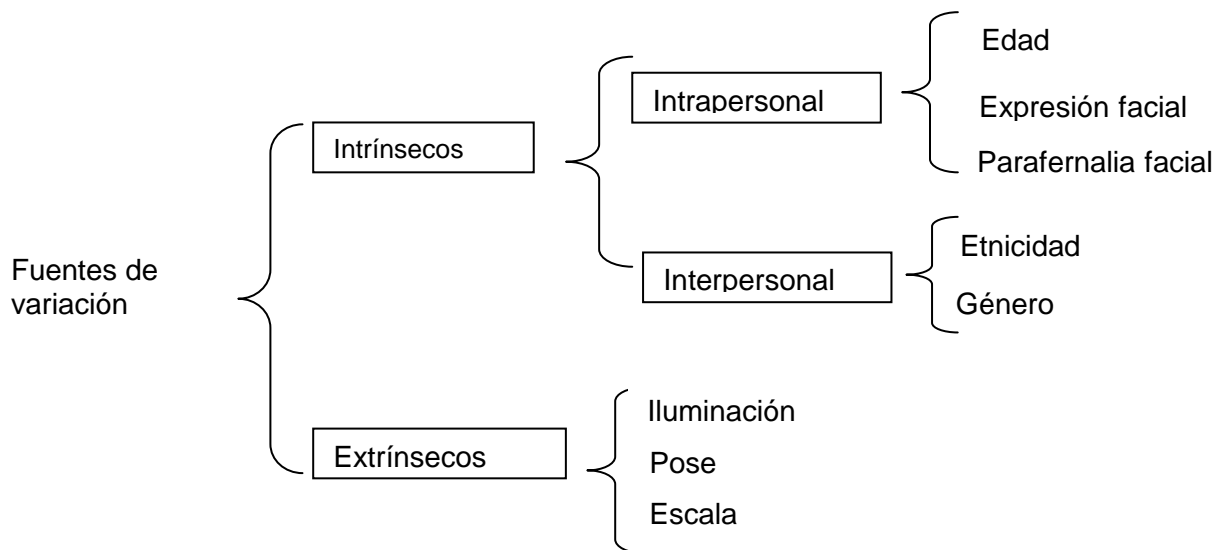 Fuentes de
variación
Intrínsecos
Intrapersonal
Edad
Expresión facial
Parafernalia facial
Interpersonal
Etnicidad
Género
Extrínsecos
Iluminación
Pose
Escala